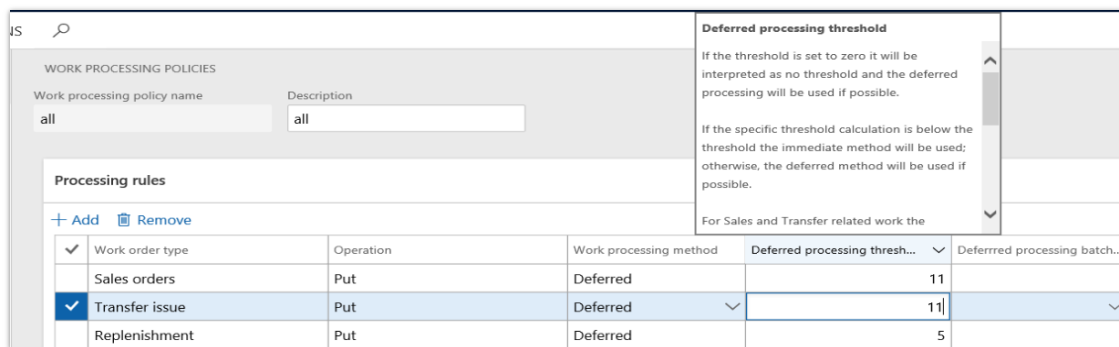 NS
Deferred processing threshold
If the threshold is set to zero it will be
interpreted as no threshold and the deferred
processing will be used if possible.
If the specific threshold calculation is below the
threshold the immediate method will be used;
otherwise, the deferred method will be used if
possible.
For Sales and Transfer related work the
WORK PROCESSING POLICIES
Work processing policy name Description
all all
Processing rules
+ Add Remove
Work order type Operation Work processing method Deferred processing thresh... Deferrred processing batch...
Sales orders Put Deferred 11
Transfer issue Put Deferred 11
Replenishment Put Deferred 5